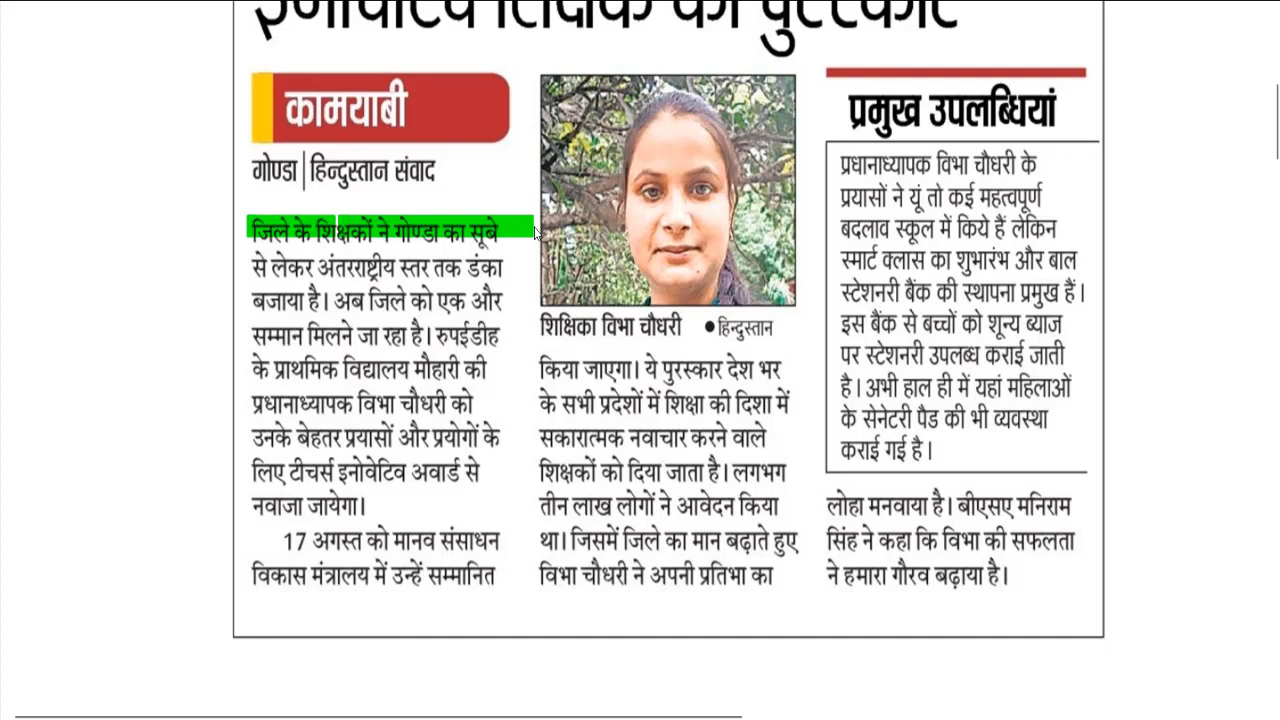 कामयाबी
गोण्डा | हिन्दुस्तान संवाद
जिले के शिक्षकों ने गोण्डा का सूबे
से लेकर अंतरराष्ट्रीय स्तर तक डंका
बजाया है। अब जिले को एक और
सम्मान मिलने जा रहा है। रुपईडीह
के प्राथमिक विद्यालय मौहारी की
प्रधानाध्यापक विभा चौधरी को
उनके बेहतर प्रयासों और प्रयोगों के
लिए टीचर्स इनोवेटिव अवार्ड से
नवाजा जायेगा।
17 अगस्त को मानव संसाधन
विकास मंत्रालय में उन्हें सम्मानित
शिक्षिका विभा चौधरी ●हिन्दुस्तान
किया जाएगा। ये पुरस्कार देश भर
के सभी प्रदेशों में शिक्षा की दिशा में
सकारात्मक नवाचार करने वाले
शिक्षकों को दिया जाता है। लगभग
तीन लाख लोगों ने आवेदन किया
था। जिसमें जिले का मान बढ़ाते हुए
विभा चौधरी ने अपनी प्रतिभा का
लोहा मनवाया है। बीएसए मनिराम
सिंह ने कहा कि विभा की सफलता
ने हमारा गौरव बढ़ाया है।
प्रमुख उपलब्धियां
प्रधानाध्यापक विभा चौधरी के
प्रयासों ने यूं तो कई महत्वपूर्ण
बदलाव स्कूल में किये हैं लेकिन
स्मार्ट क्लास का शुभारंभ और बाल
स्टेशनरी बैंक की स्थापना प्रमुख हैं।
इस बैंक से बच्चों को शून्य ब्याज
पर स्टेशनरी उपलब्ध कराई जाती
है। अभी हाल ही में यहां महिलाओं
के सेनेटरी पैड की भी व्यवस्था
कराई गई है।